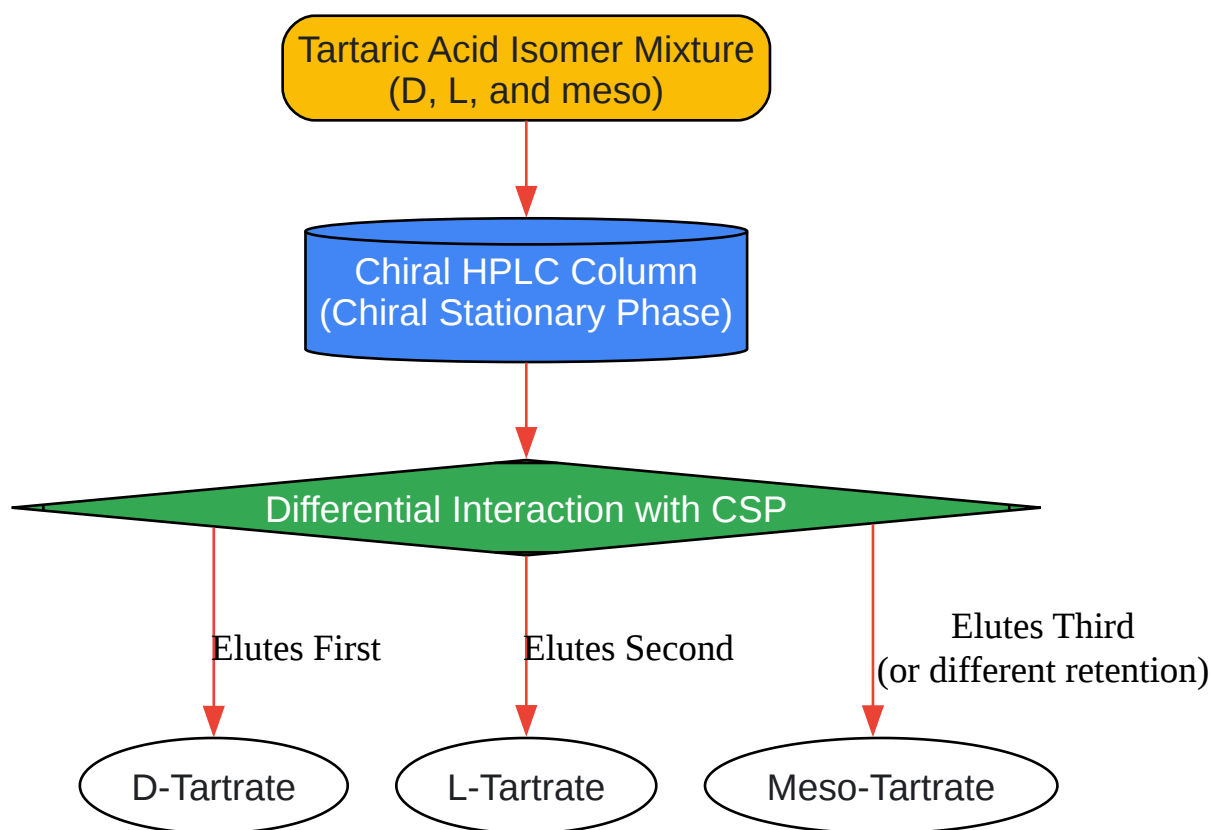 Tartaric Acid Isomer Mixture
(D, L, and meso)
Chiral HPLC Column
(Chiral Stationary Phase)
Differential Interaction with CSP
Elutes First
Elutes Second
Elutes Third
(or different retention)
D-Tartrate
L-Tartrate
Meso-Tartrate